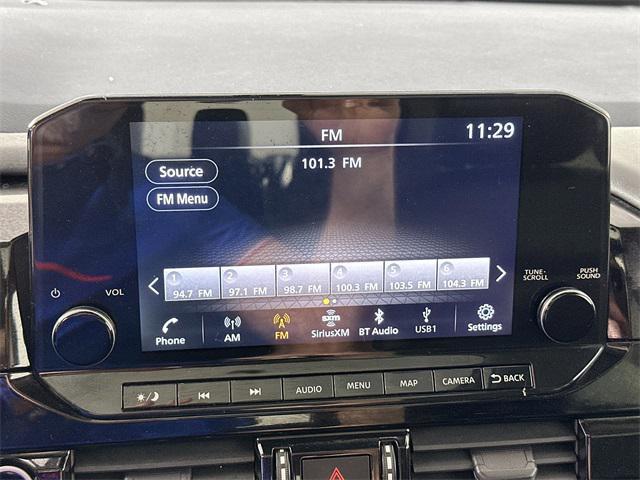 FM 11:29
101.3 FM
Source
FM Menu
1 2 3 4 5 6
94.7 FM 97.1 FM 98.7 FM 100.3 FM 103.5 FM 104.3 FM
Phone AM FM SiriusXM BT Audio USB1 Settings
sxm
VOL
TUNE·
SCROLL
PUSH
SOUND
AUDIO MENU MAP CAMERA BACK